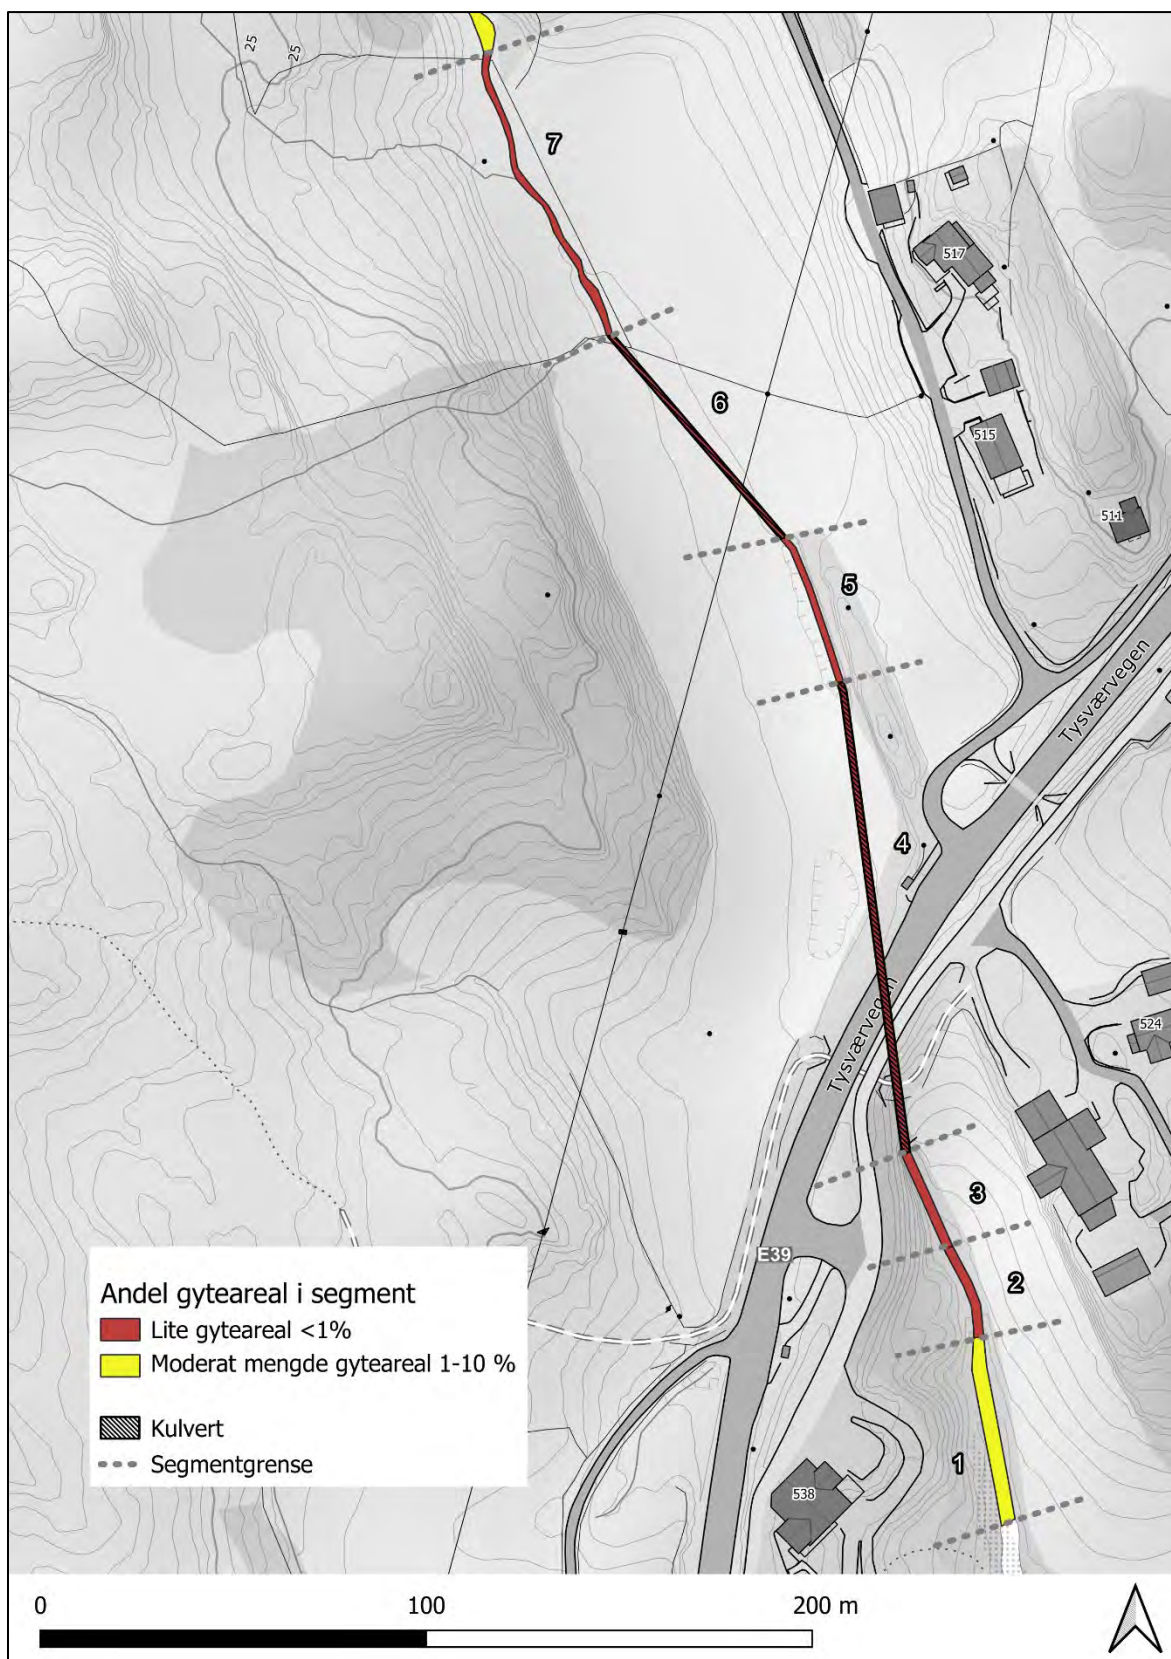 25
25
7
517
6
515
511
5
Tysværvegen
4
Tysværvegen
524
3
E39
2
Andel gyteareal i segment
Lite gyteareal <1%
Moderat mengde gyteareal 1-10 %
Kulvert
Segmentgrense
1
538
0
100
200 m